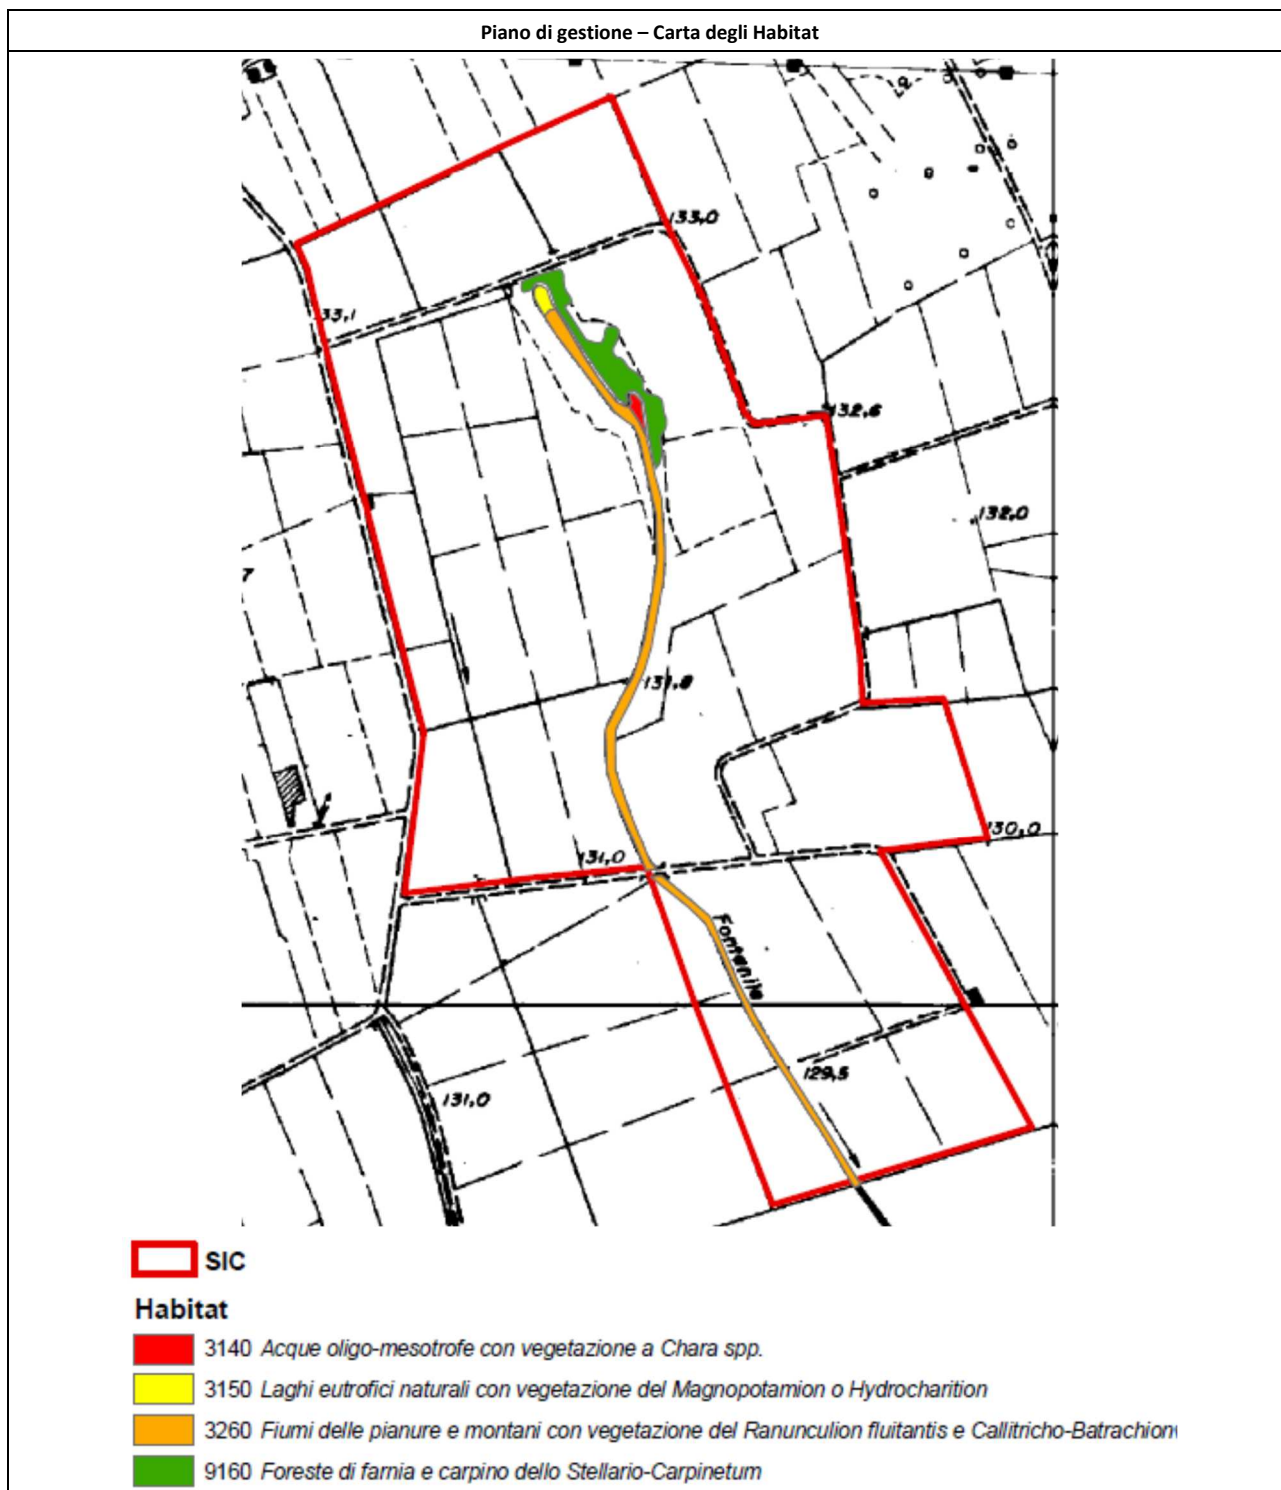 Piano di gestione – Carta degli Habitat
133,0
33,1
132,6
132,0
7
131,8
130,0
131,0
Fontanile
129,5
131,0
SIC
Habitat
3140 Acque oligo-mesotrofe con vegetazione a Chara spp.
3150 Laghi eutrofici naturali con vegetazione del Magnopotamion o Hydrocharition
3260 Fiumi delle pianure e montani con vegetazione del Ranunculion fluitantis e Callitricho-Batrachion
9160 Foreste di farnia e carpino dello Stellario-Carpinetum